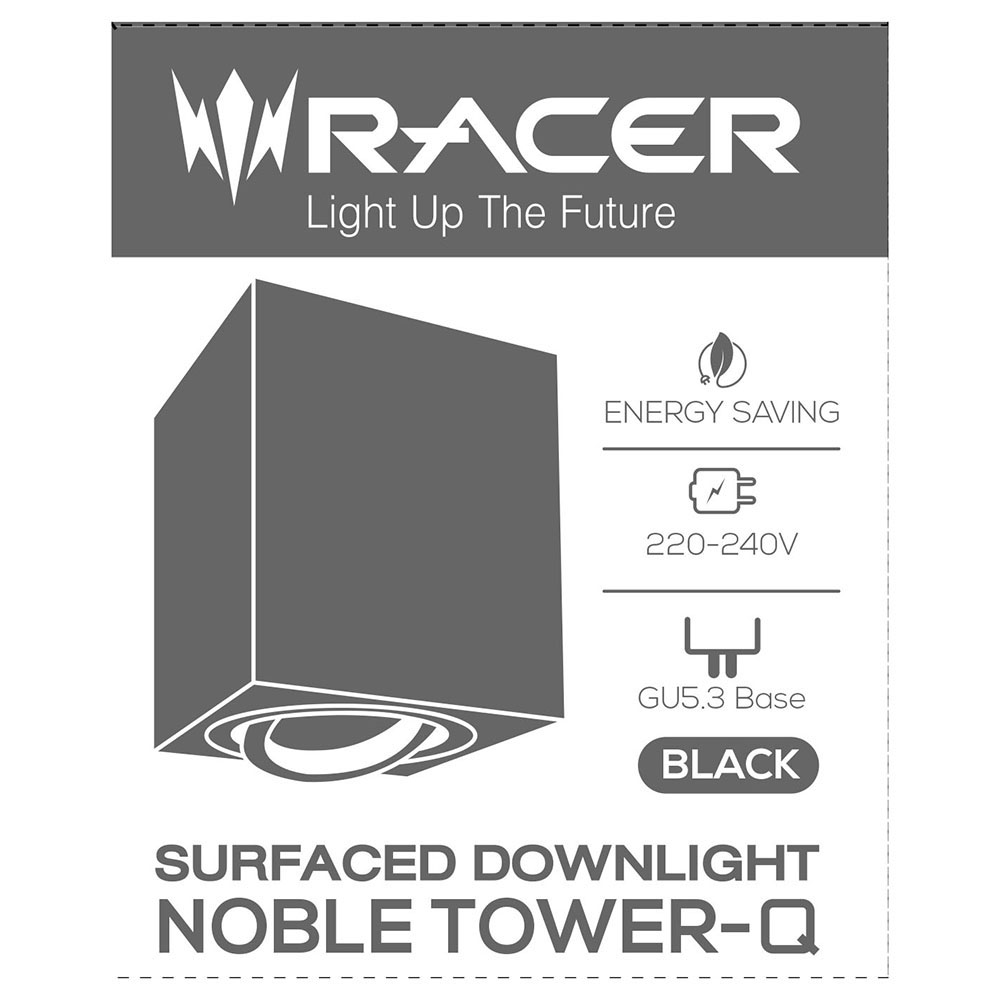 RACER
Light Up The Future
ENERGY SAVING
220-240V
GU5.3 Base
BLACK
SURFACED DOWNLIGHT
NOBLE TOWER-Q